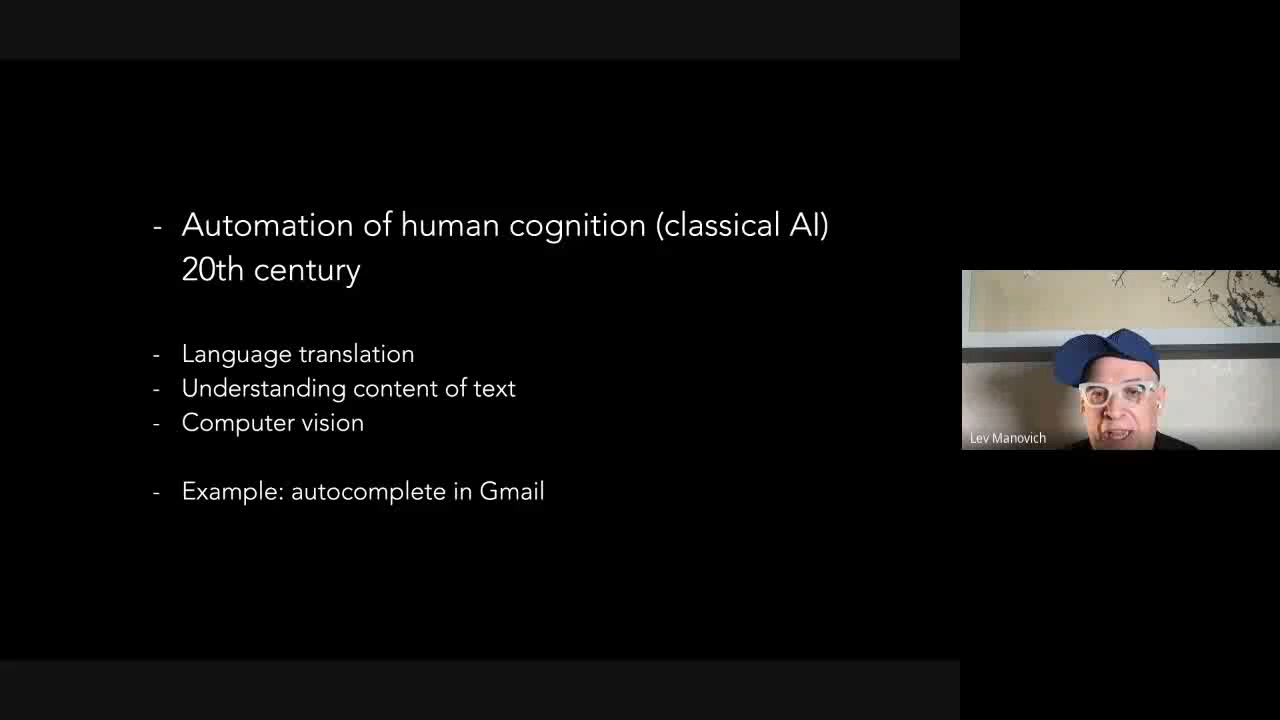 - Automation of human cognition (classical AI)
20th century
- Language translation
- Understanding content of text
- Computer vision
- Example: autocomplete in Gmail
Lev Manovich